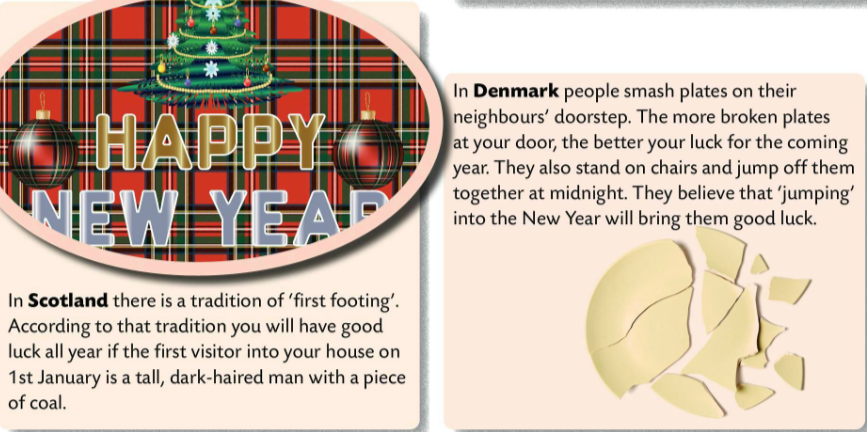 HAPPY
NEW YEAR
In Scotland there is a tradition of ‘first footing’.
According to that tradition you will have good
luck all year if the first visitor into your house on
1st January is a tall, dark-haired man with a piece
of coal.
In Denmark people smash plates on their
neighbours’ doorstep. The more broken plates
at your door, the better your luck for the coming
year. They also stand on chairs and jump off them
together at midnight. They believe that ‘jumping’
into the New Year will bring them good luck.